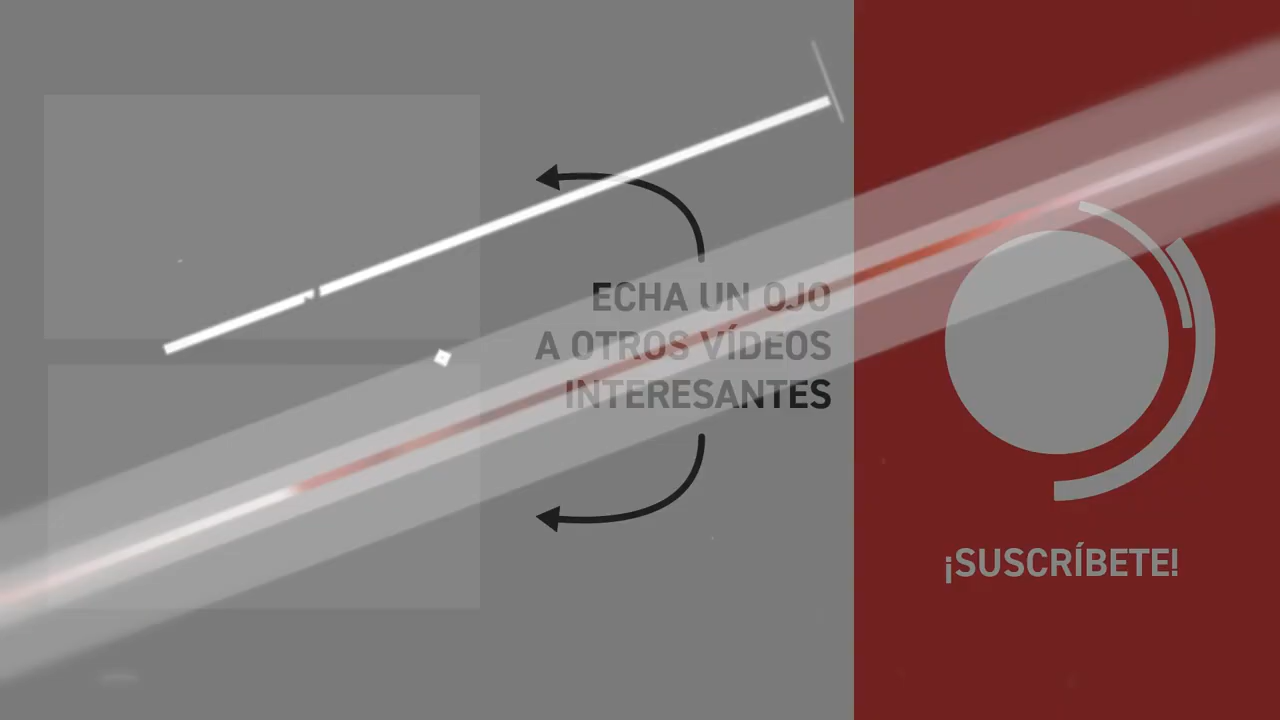 ECHA UN OJO
A OTROS VÍDEOS
INTERESANTES
¡SUSCRÍBETE!